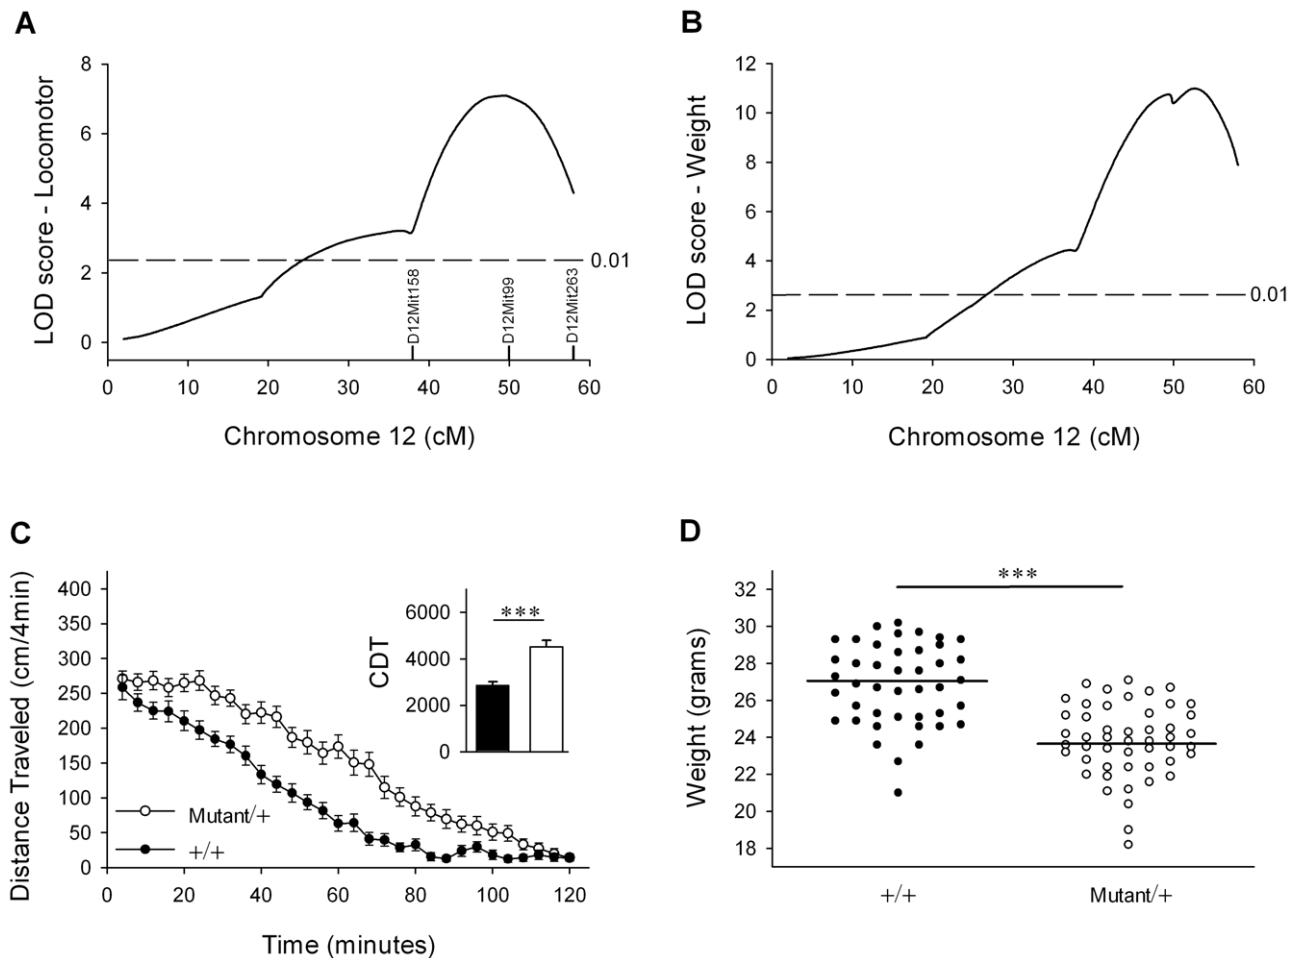 A
LOD score - Locomotor
8
6
4
2
0
0.01
D12Mit158
D12Mit99
D12Mit263
0 10 20 30 40 50 60
Chromosome 12 (cM)
B
LOD score - Weight
12
10
8
6
4
2
0
0.01
0 10 20 30 40 50 60
Chromosome 12 (cM)
C
Distance Traveled (cm/4min)
400
350
300
250
200
150
100
50
0
Mutant/+
+/+
CDT
6000
4000
2000
0
***
0 20 40 60 80 100 120
Time (minutes)
D
Weight (grams)
32
30
28
26
24
22
20
18
***
+/+ Mutant/+